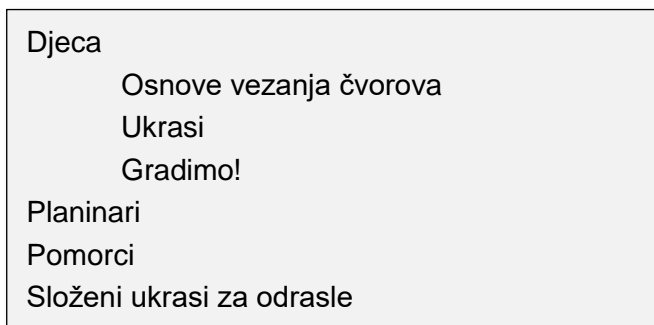 Djeca
Osnove vezanja čvorova
Ukrasi
Gradimo!
Planinari
Pomorci
Složeni ukrasi za odrasle